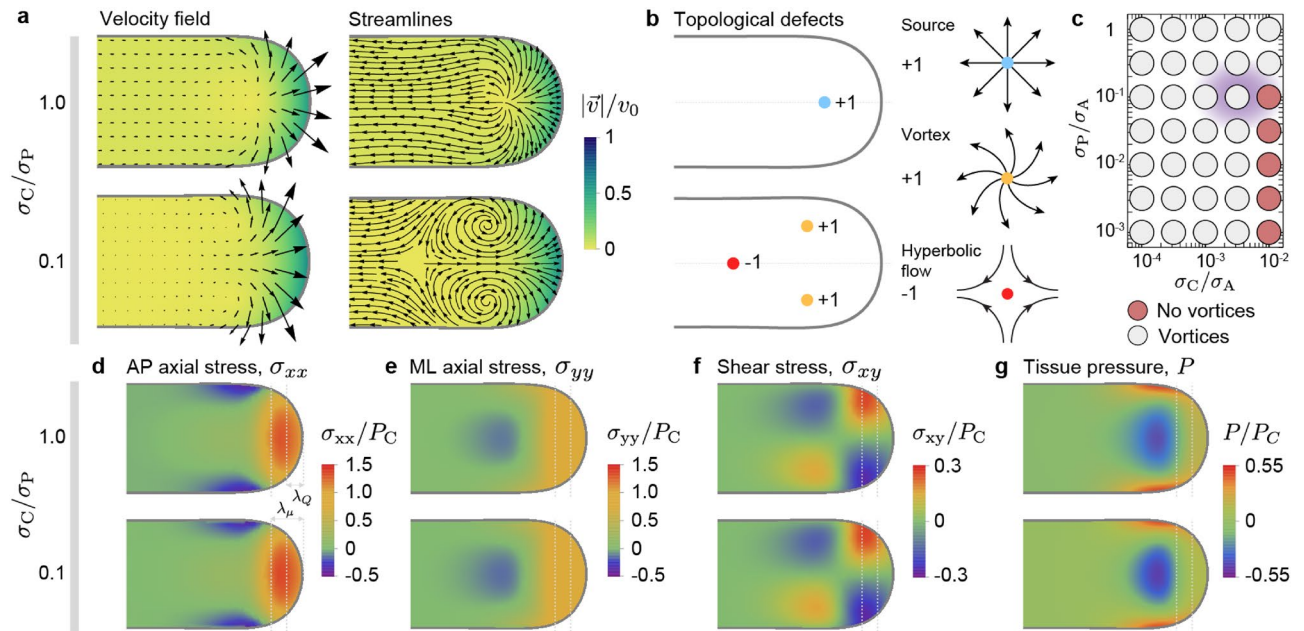 a Velocity field Streamlines
σC/σP
1.0
0.1
|v⃗|/v0
1
0.5
0
b Topological defects
+1
+1
-1
+1
Source
+1
Vortex
+1
Hyperbolic
flow
-1
c
σP/σA
1
10-1
10-2
10-3
10-4 10-3 10-2
σC/σA
No vortices
Vortices
σC/σP
1.0
0.1
d AP axial stress, σxx
λQ
λμ
σxx/PC
1.5
1.0
0.5
0
-0.5
e ML axial stress, σyy
σyy/PC
1.5
1.0
0.5
0
-0.5
f Shear stress, σxy
σxy/PC
0.3
0
-0.3
g Tissue pressure, P
P/PC
0.55
0
-0.55